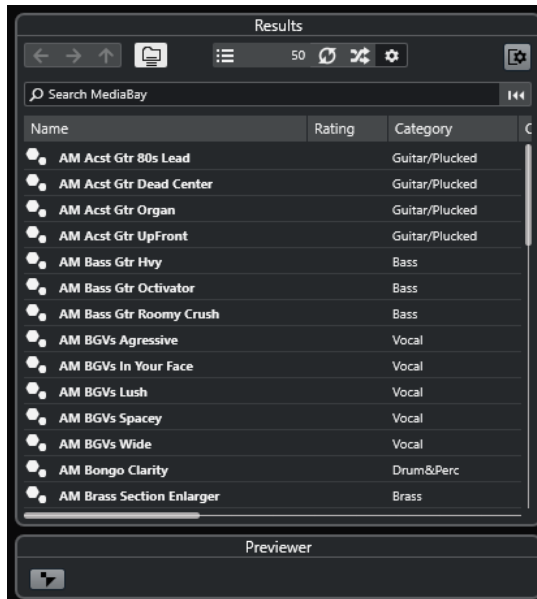 Results
50
Search MediaBay
Name Rating Category C
AM Acst Gtr 80s Lead Guitar/Plucked
AM Acst Gtr Dead Center Guitar/Plucked
AM Acst Gtr Organ Guitar/Plucked
AM Acst Gtr UpFront Guitar/Plucked
AM Bass Gtr Hvy Bass
AM Bass Gtr Octivator Bass
AM Bass Gtr Roomy Crush Bass
AM BGVs Agressive Vocal
AM BGVs In Your Face Vocal
AM BGVs Lush Vocal
AM BGVs Spacey Vocal
AM BGVs Wide Vocal
AM Bongo Clarity Drum&Perc
AM Brass Section Enlarger Brass
Previewer